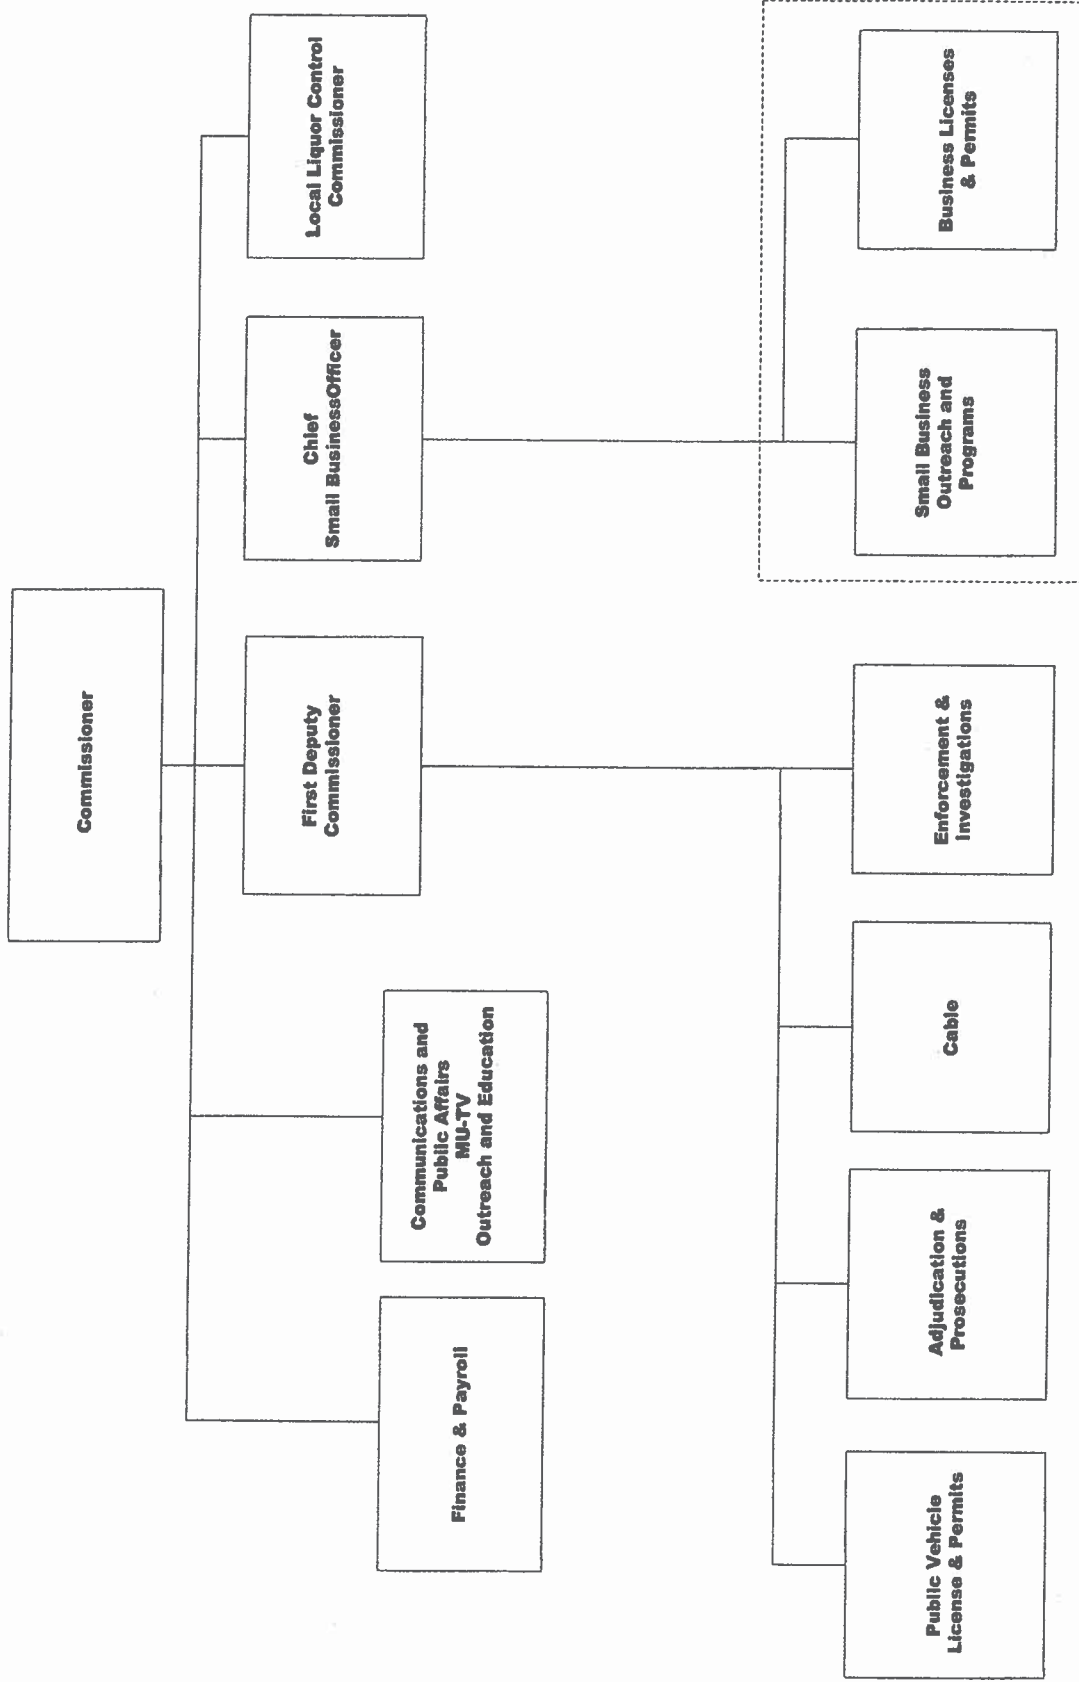 Commissioner
Finance & Payroll
Communications and
Public Affairs
MU-TV
Outreach and Education
First Deputy
Commissioner
Chief
Small BusinessOfficer
Local Liquor Control
Commissioner
Public Vehicle
License & Permits
Adjudication &
Prosecutions
Cable
Enforcement &
Investigations
Small Business
Outreach and
Programs
Business Licenses
& Permits